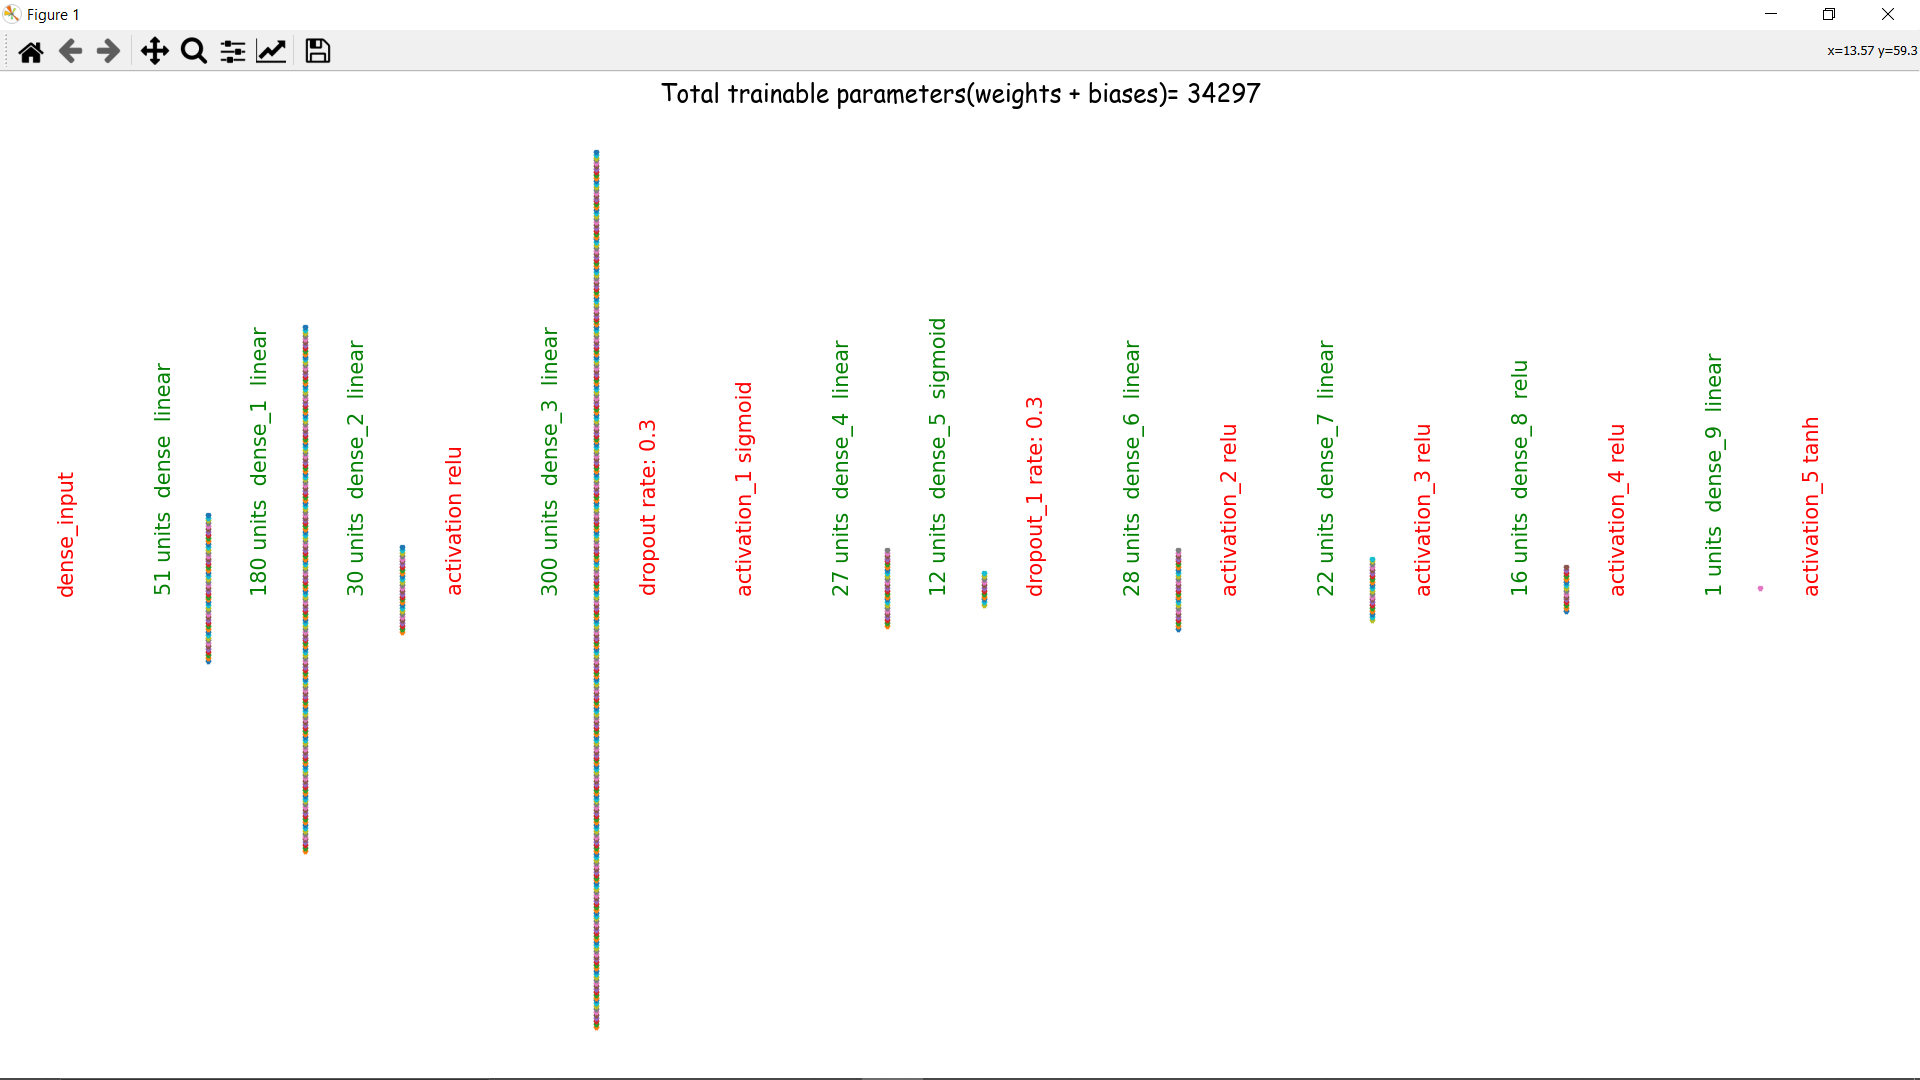 Figure 1
x=13.57 y=59.3
Total trainable parameters(weights + biases)= 34297
dense_input
51 units  dense  linear
180 units  dense_1  linear
30 units  dense_2  linear
activation relu
300 units  dense_3  linear
dropout rate: 0.3
activation_1 sigmoid
27 units  dense_4  linear
12 units  dense_5  sigmoid
dropout_1 rate: 0.3
28 units  dense_6  linear
activation_2 relu
22 units  dense_7  linear
activation_3 relu
16 units  dense_8  relu
activation_4 relu
1 units  dense_9  linear
activation_5 tanh